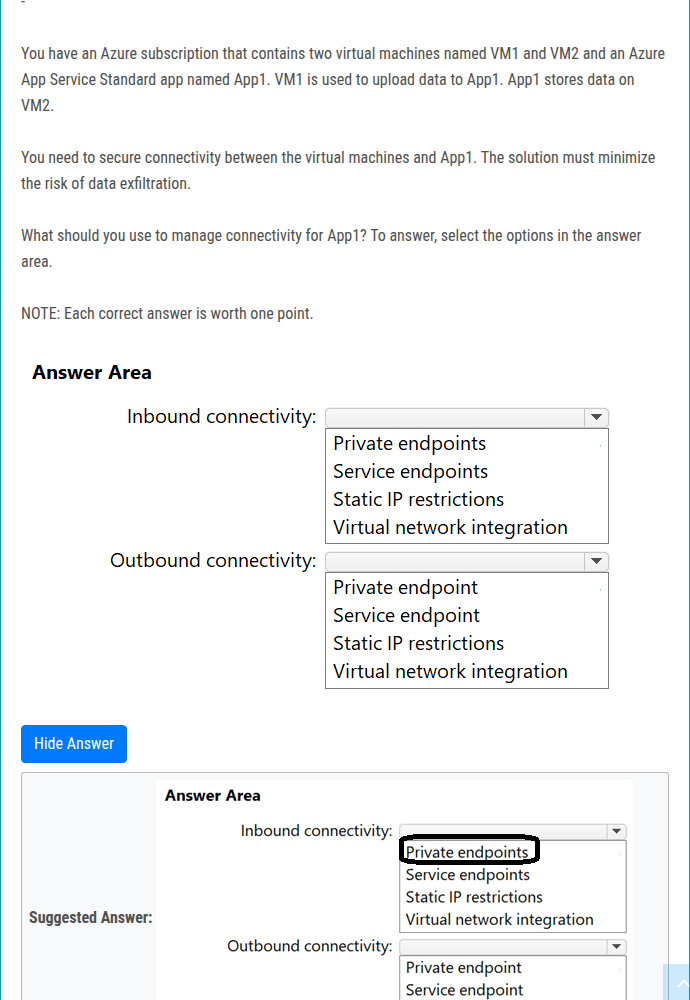 -
You have an Azure subscription that contains two virtual machines named VM1 and VM2 and an Azure
App Service Standard app named App1. VM1 is used to upload data to App1. App1 stores data on
VM2.
You need to secure connectivity between the virtual machines and App1. The solution must minimize
the risk of data exfiltration.
What should you use to manage connectivity for App1? To answer, select the options in the answer
area.
NOTE: Each correct answer is worth one point.
Answer Area
Inbound connectivity:
Private endpoints
Service endpoints
Static IP restrictions
Virtual network integration
Outbound connectivity:
Private endpoint
Service endpoint
Static IP restrictions
Virtual network integration
Hide Answer
Answer Area
Inbound connectivity:
Private endpoints
Service endpoints
Static IP restrictions
Suggested Answer:
Virtual network integration
Outbound connectivity:
Private endpoint
Service endpoint